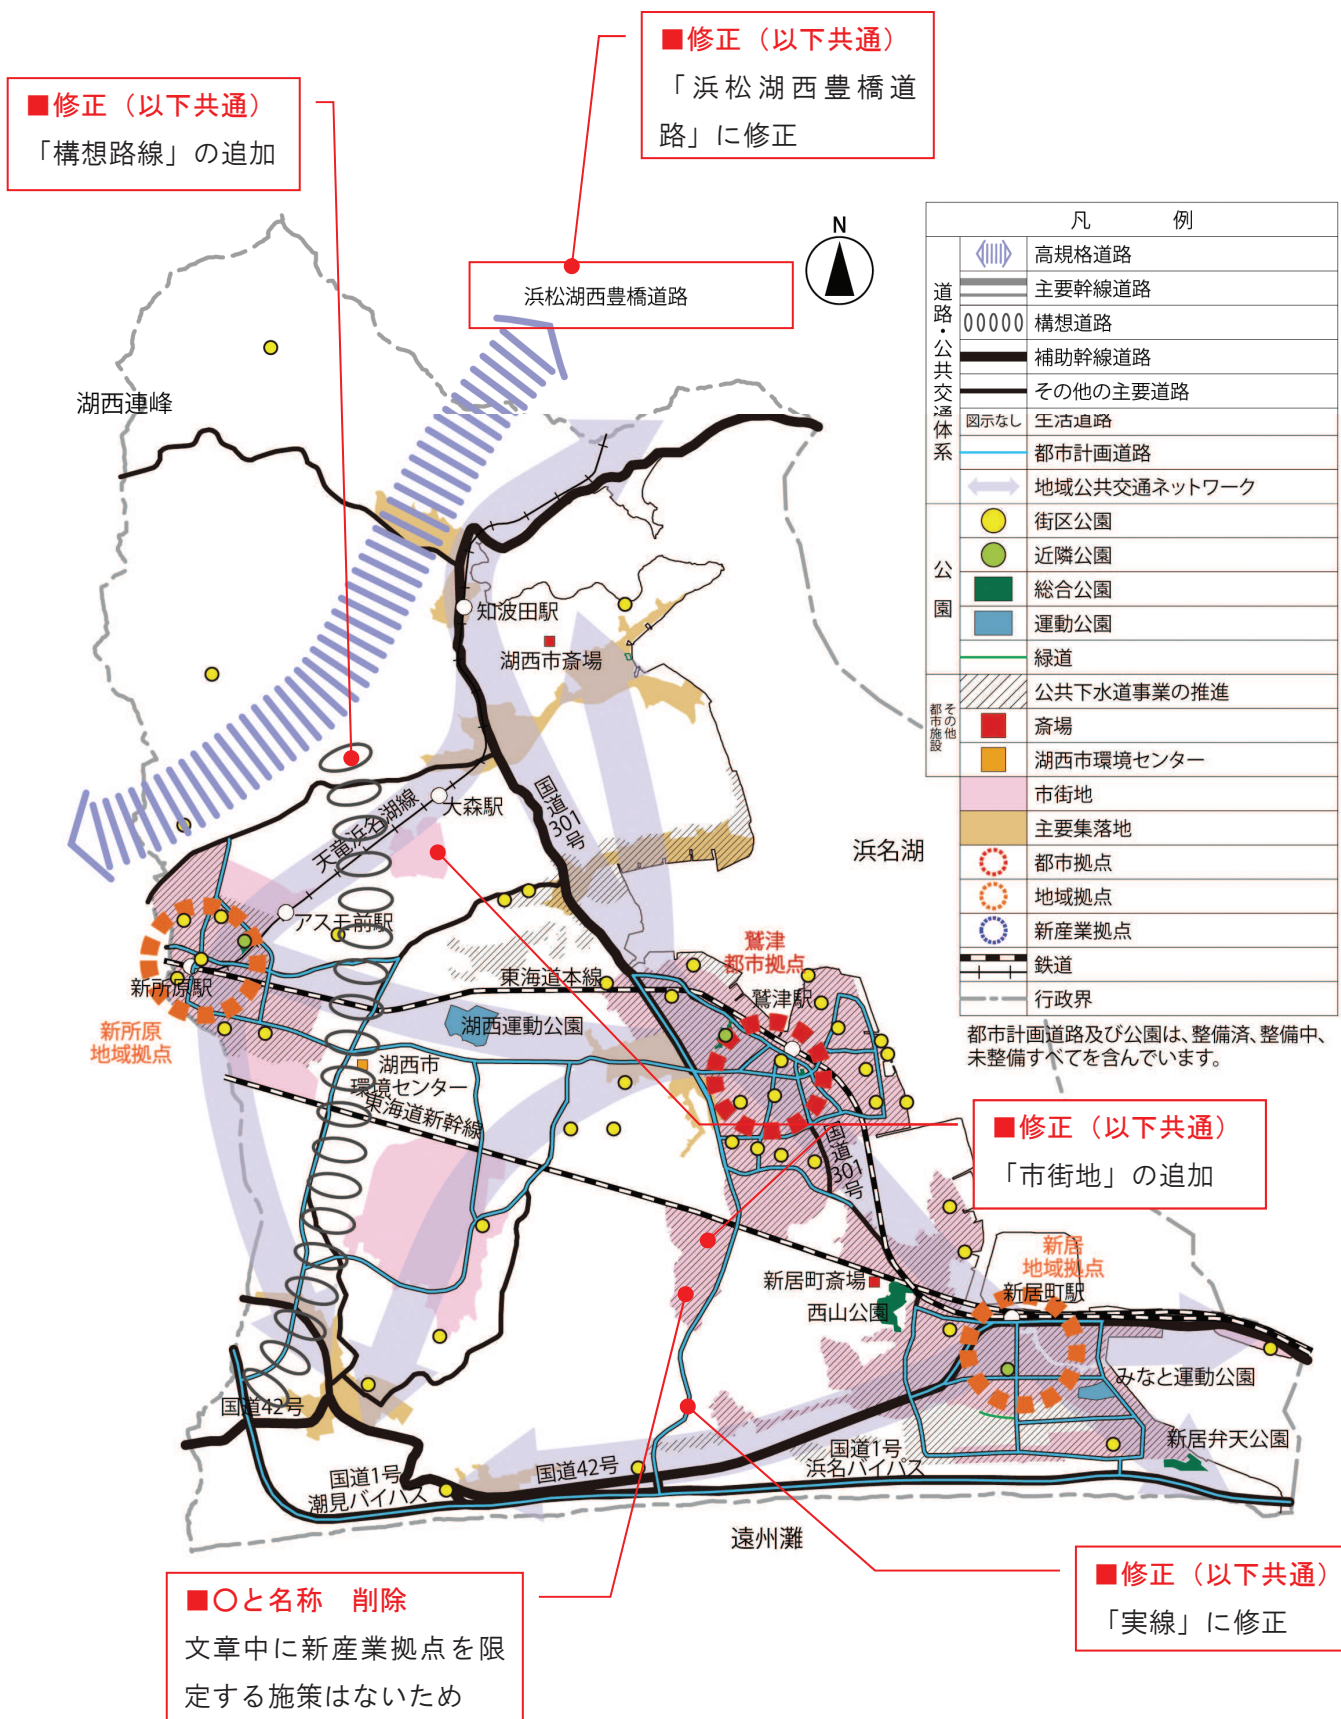 ■修正（以下共通）
「浜松湖西豊橋道
路」に修正
■修正（以下共通）
「構想路線」の追加
N
浜松湖西豊橋道路
湖西連峰
知波田駅
湖西市斎場
大森駅
天竜浜名湖線
国道301号
浜名湖
アスモ前駅
新所原駅
新所原
地域拠点
東海道本線
湖西運動公園
湖西市
環境センター
東海道新幹線
鷲津
都市拠点
鷲津駅
国道301号
新居町斎場
西山公園
新居
地域拠点
新居町駅
みなと運動公園
新居弁天公園
国道42号
国道1号
潮見バイパス
国道42号
国道1号
浜名バイパス
遠州灘
凡　例
道路・公共交通体系
高規格道路
主要幹線道路
構想道路
補助幹線道路
その他の主要道路
図示なし 生活道路
都市計画道路
地域公共交通ネットワーク
公園
街区公園
近隣公園
総合公園
運動公園
緑道
その他
都市施設
公共下水道事業の推進
斎場
湖西市環境センター
市街地
主要集落地
都市拠点
地域拠点
新産業拠点
鉄道
行政界
都市計画道路及び公園は、整備済、整備中、
未整備すべてを含んでいます。
■修正（以下共通）
「市街地」の追加
■修正（以下共通）
「実線」に修正
■〇と名称　削除
文章中に新産業拠点を限
定する施策はないため